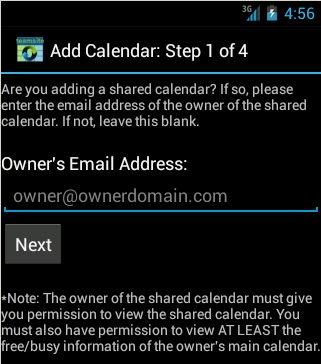 3G 4:56
teamsite
Add Calendar: Step 1 of 4
Are you adding a shared calendar? If so, please
enter the email address of the owner of the shared
calendar. If not, leave this blank.
Owner's Email Address:
owner@ownerdomain.com
Next
*Note: The owner of the shared calendar must give
you permission to view the shared calendar. You
must also have permission to view AT LEAST the
free/busy information of the owner's main calendar.